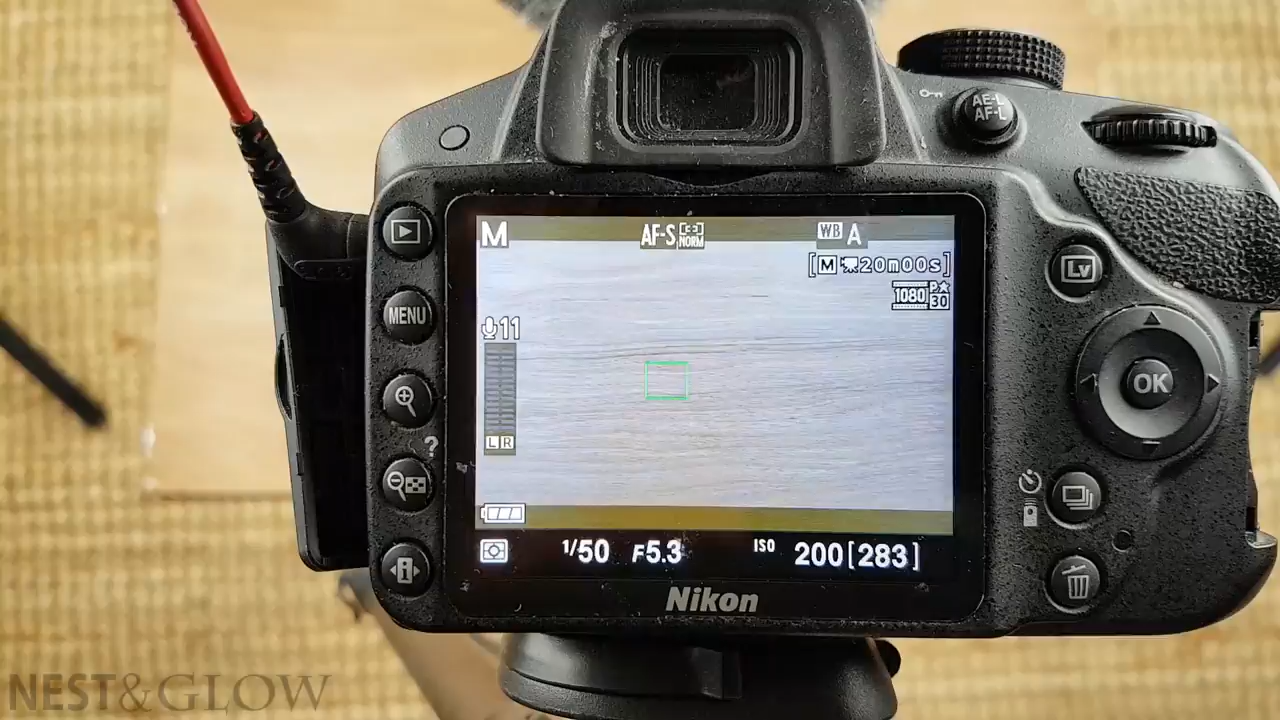 AE-L
AF-L
M
AF-S
NORM
WB A
[M 20m00s]
1080 P★
30
11
L R
MENU
?
Lv
OK
1/50 F5.3 ISO 200[283]
Nikon
NEST&GLOW